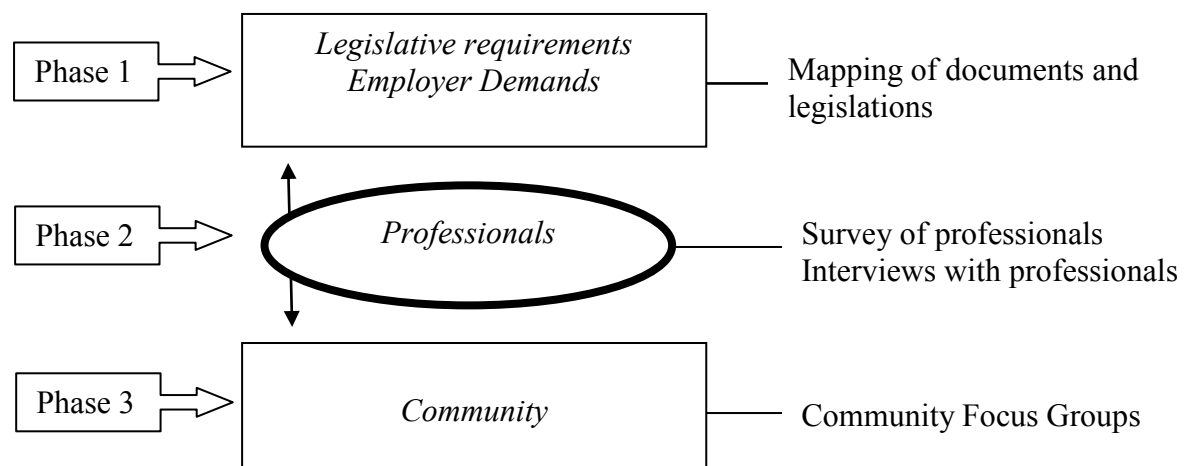 Phase 1
Legislative requirements
Employer Demands
Mapping of documents and
legislations
Phase 2
Professionals
Survey of professionals
Interviews with professionals
Phase 3
Community
Community Focus Groups